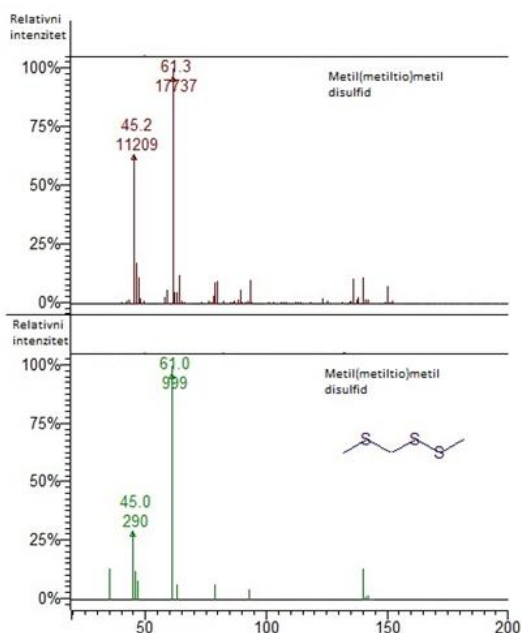 Relativni
intenzitet
100%
75%
50%
25%
0%
61.3
17737
45.2
11209
Metil(metiltio)metil
disulfid
Relativni
intenzitet
100%
75%
50%
25%
0%
61.0
999
45.0
290
Metil(metiltio)metil
disulfid
S
S
S
50
100
150
200